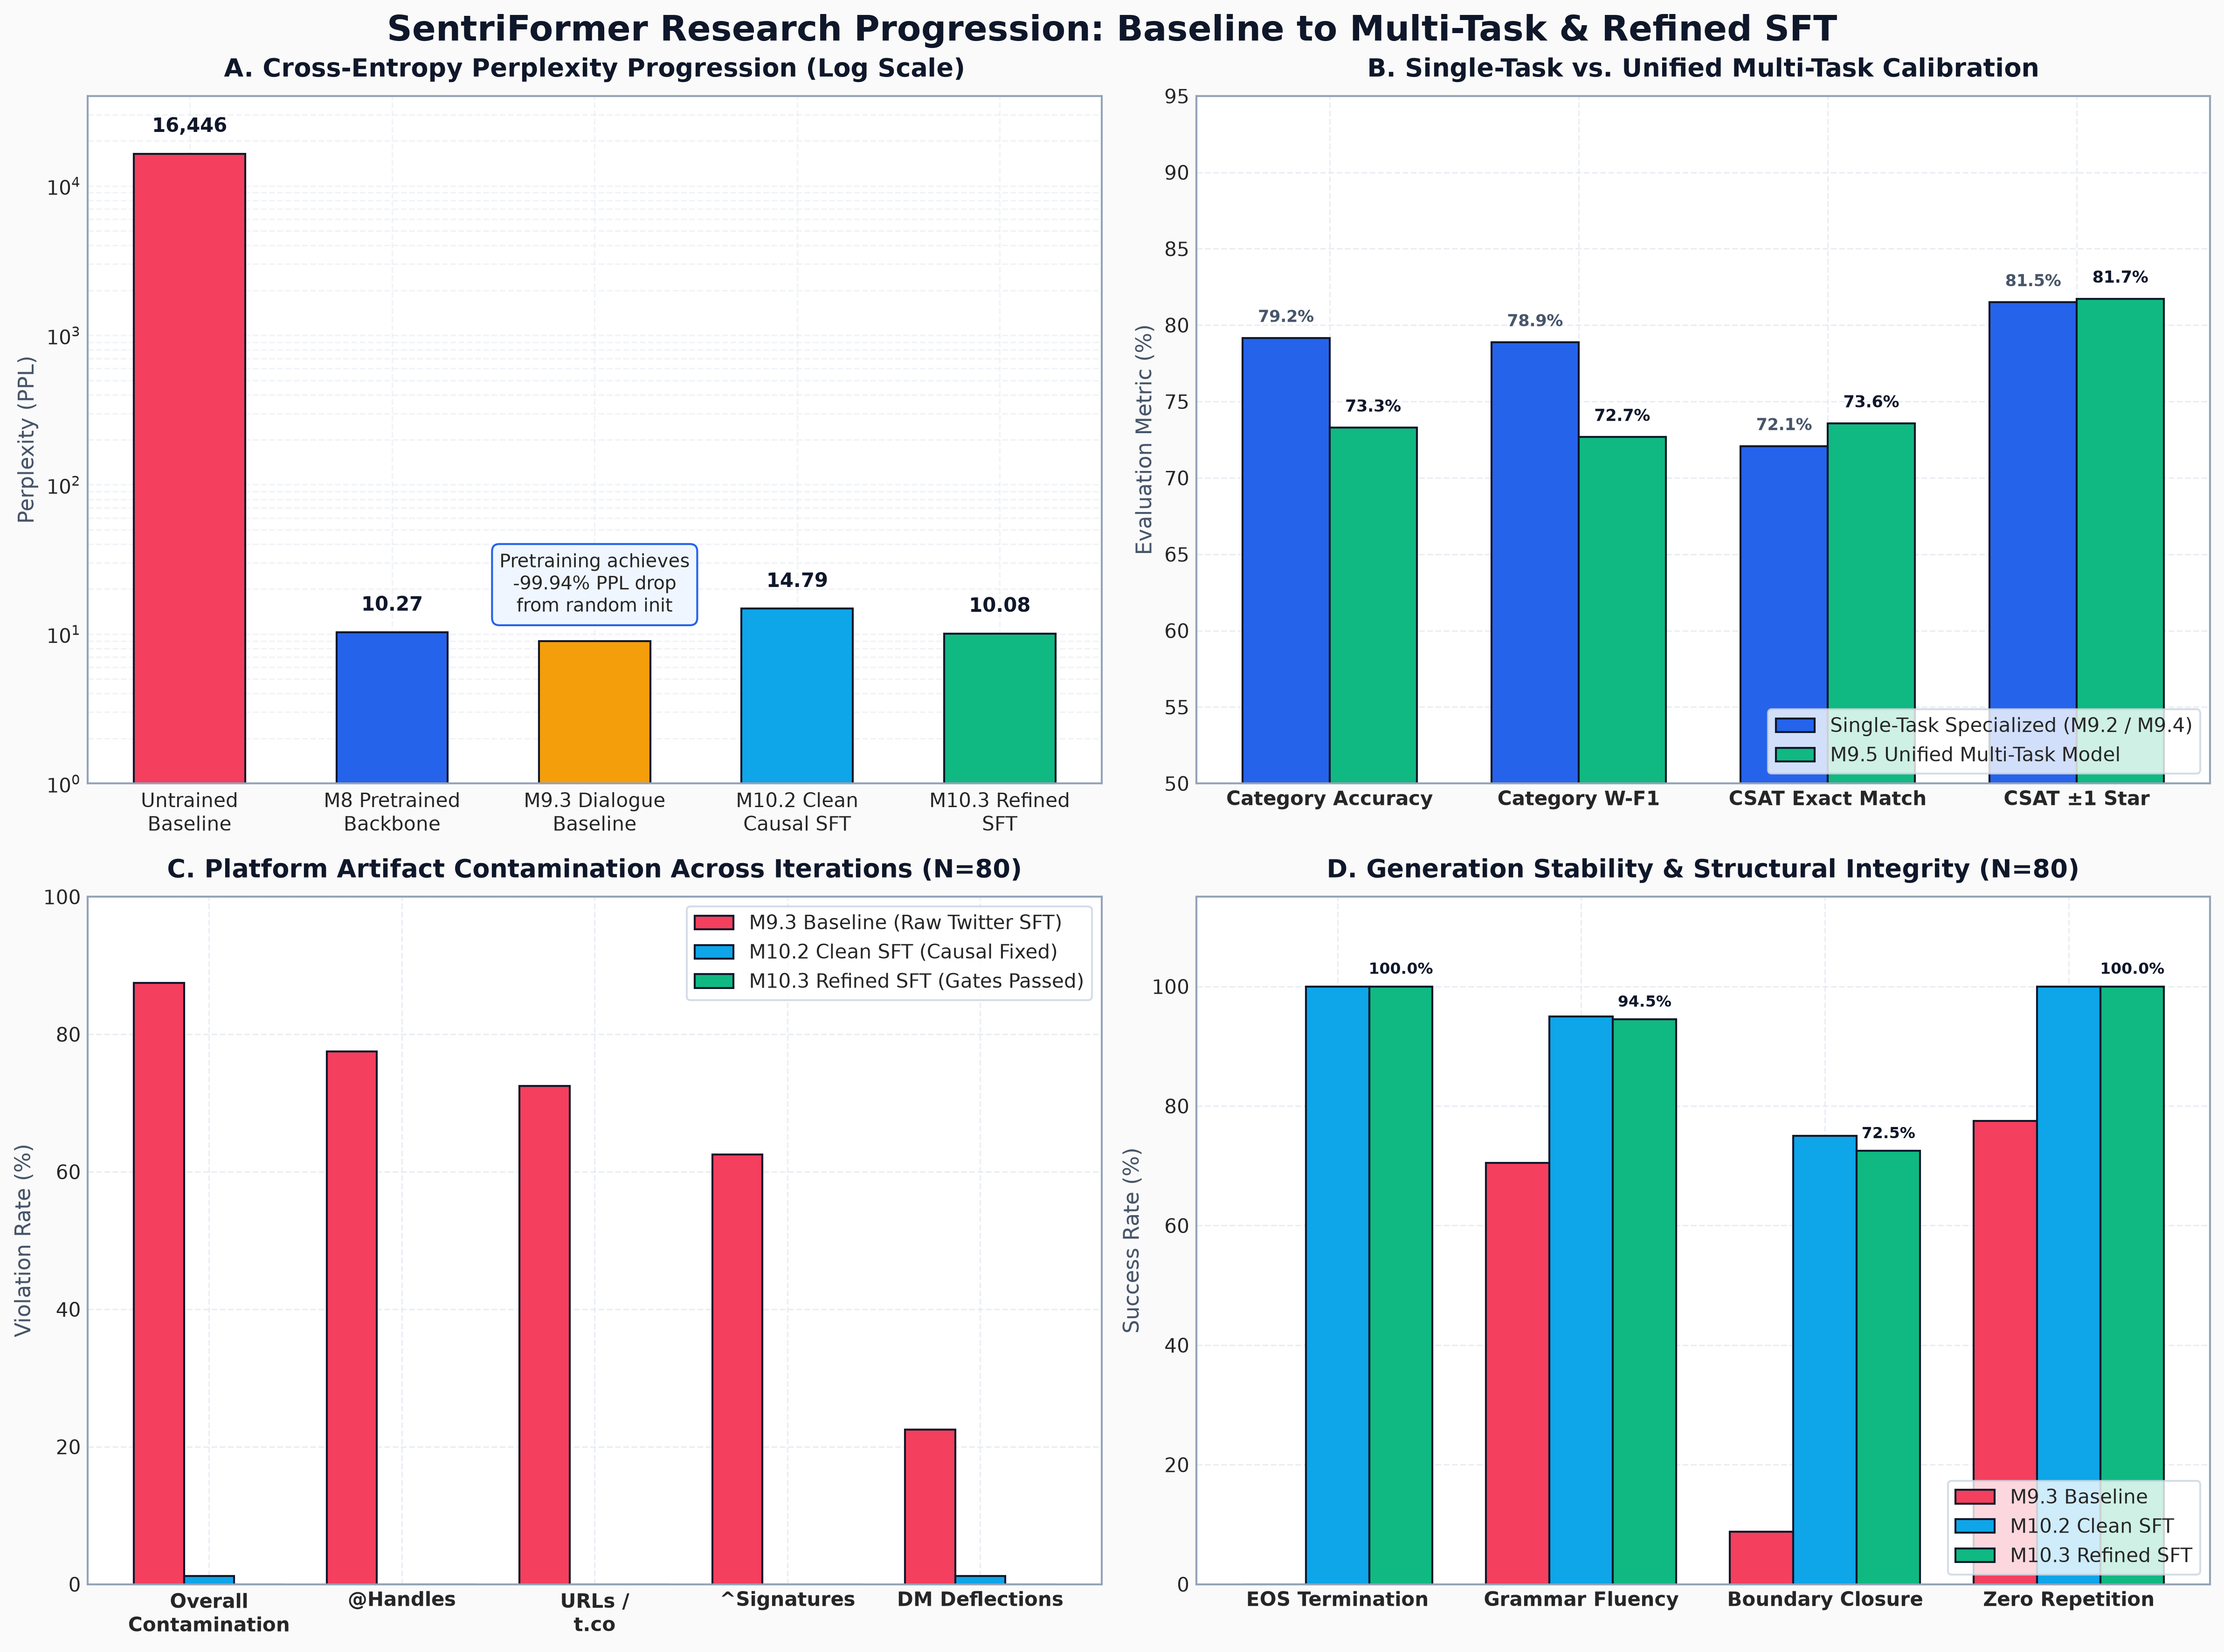 SentriFormer Research Progression: Baseline to Multi-Task & Refined SFT
A. Cross-Entropy Perplexity Progression (Log Scale)
Perplexity (PPL)
10⁴
10³
10²
10¹
10⁰
16,446
10.27
Pretraining achieves
-99.94% PPL drop
from random init
14.79
10.08
Untrained
Baseline
M8 Pretrained
Backbone
M9.3 Dialogue
Baseline
M10.2 Clean
Causal SFT
M10.3 Refined
SFT
B. Single-Task vs. Unified Multi-Task Calibration
Evaluation Metric (%)
95
90
85
80
75
70
65
60
55
50
79.2%
73.3%
78.9%
72.7%
72.1%
73.6%
81.5%
81.7%
Single-Task Specialized (M9.2 / M9.4)
M9.5 Unified Multi-Task Model
Category Accuracy
Category W-F1
CSAT Exact Match
CSAT ±1 Star
C. Platform Artifact Contamination Across Iterations (N=80)
Violation Rate (%)
100
80
60
40
20
0
M9.3 Baseline (Raw Twitter SFT)
M10.2 Clean SFT (Causal Fixed)
M10.3 Refined SFT (Gates Passed)
Overall
Contamination
@Handles
URLs /
t.co
^Signatures
DM Deflections
D. Generation Stability & Structural Integrity (N=80)
Success Rate (%)
100
80
60
40
20
0
100.0%
94.5%
72.5%
100.0%
M9.3 Baseline
M10.2 Clean SFT
M10.3 Refined SFT
EOS Termination
Grammar Fluency
Boundary Closure
Zero Repetition